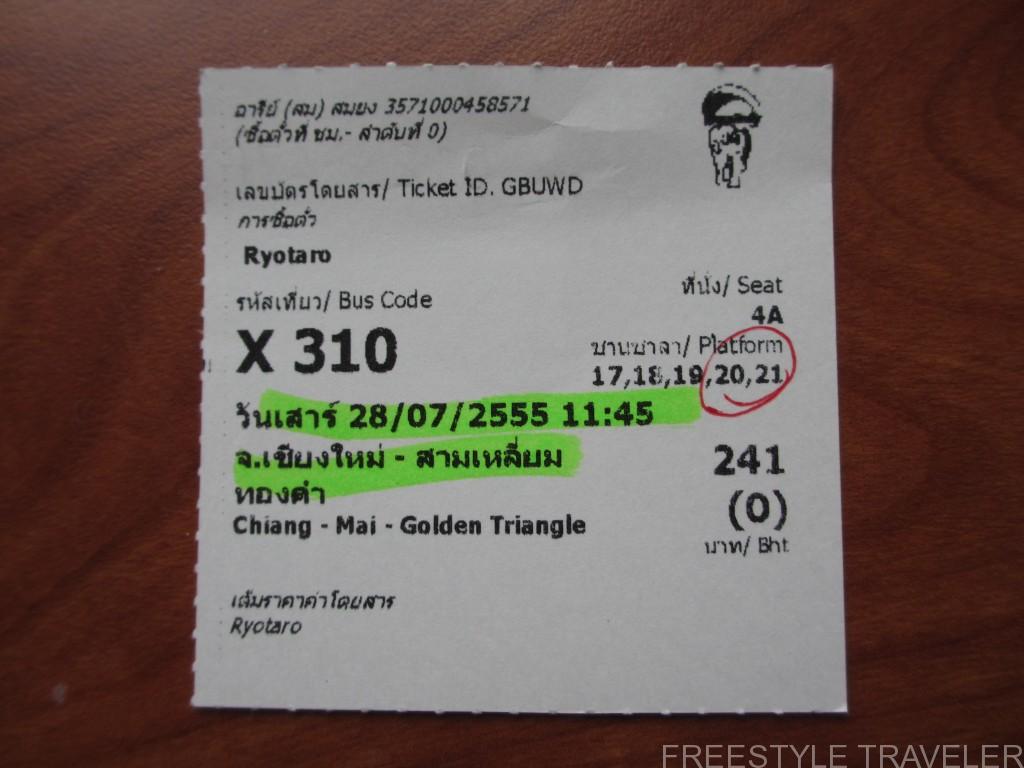 อารีย์ (สม) สมยง 3571000458571
(ซื้อตั๋วที่ ชม.- ลำดับที่ 0)
เลขบัตรโดยสาร/ Ticket ID. GBUWD
การซื้อตั๋ว
Ryotaro
รหัสเที่ยว/ Bus Code
X 310
ที่นั่ง/ Seat
4A
ชานชาลา/ Platform
17,18,19,20,21
วันเสาร์ 28/07/2555 11:45
จ.เชียงใหม่ - สามเหลี่ยม
ทองคำ
Chiang - Mai - Golden Triangle
241
(0)
บาท/ Bht
เต็มราคาค่าโดยสาร
Ryotaro
FREESTYLE TRAVELER